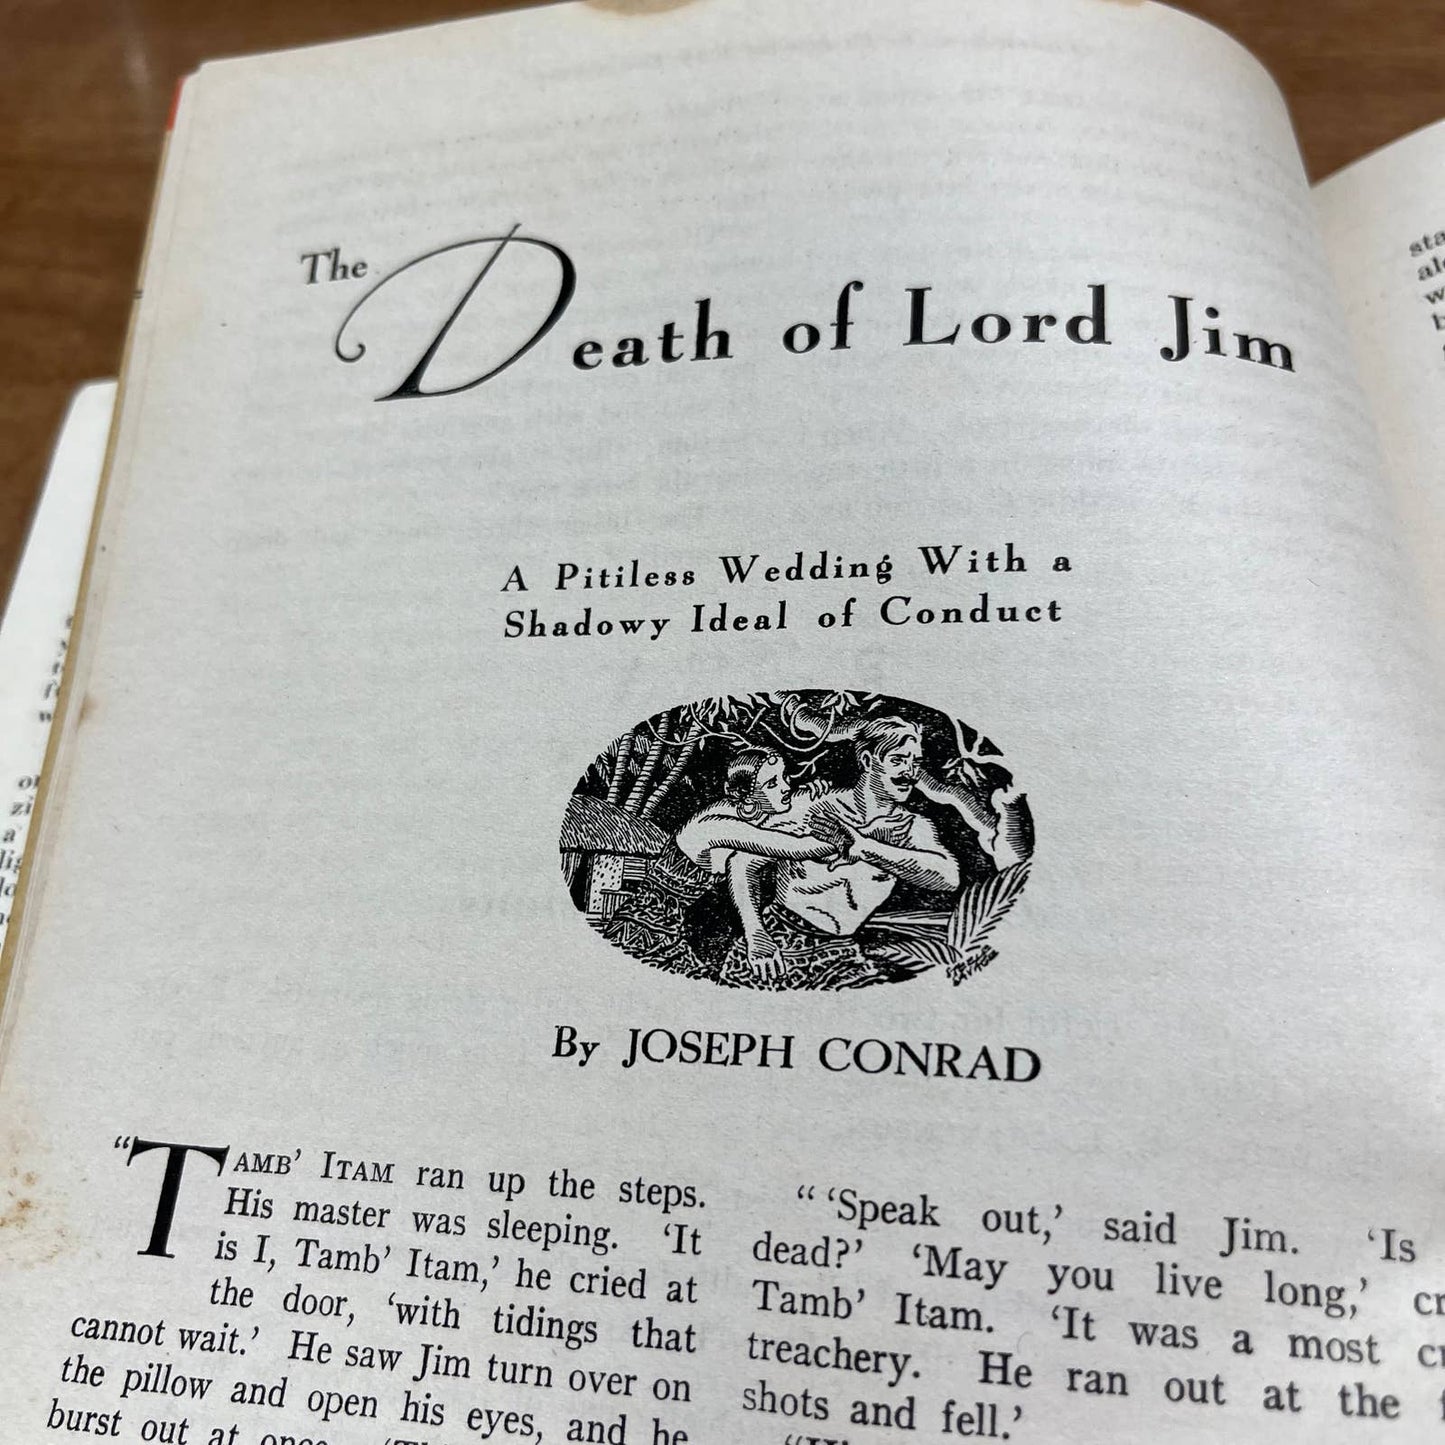 The Death of Lord Jim
A Pitiless Wedding With a
Shadowy Ideal of Conduct
By JOSEPH CONRAD
"TAMB' ITAM ran up the steps.
His master was sleeping. 'It
is I, Tamb' Itam,' he cried at
the door, 'with tidings that
cannot wait.' He saw Jim turn over on
the pillow and open his eyes, and he
burst out at once.
" 'Speak out,' said Jim. 'Is
dead?' 'May you live long,'
Tamb' Itam. 'It was a most
treachery. He ran out at the
shots and fell.'